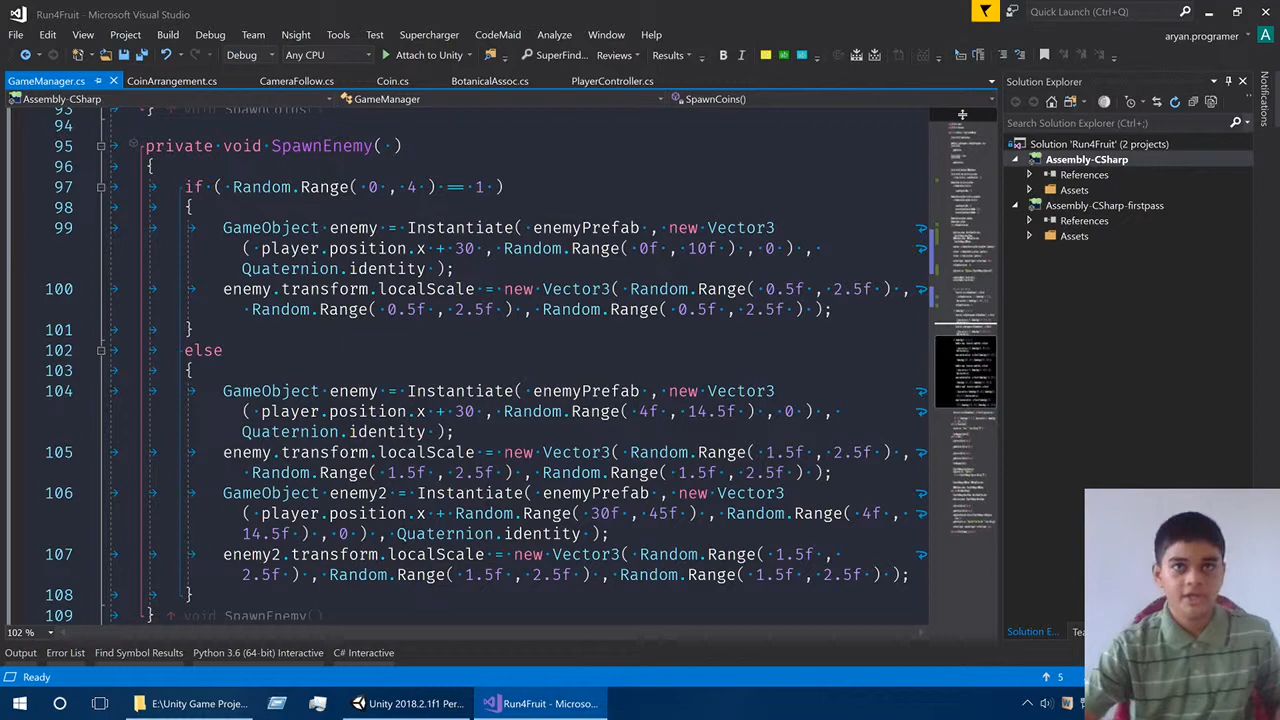 Run4Fruit - Microsoft Visual Studio
Quick Launch (Ctrl+Q)
File Edit View Project Build Debug Team Nsight Tools Test Supercharger CodeMaid Analyze Window Help
aryan.programer A
Debug Any CPU Attach to Unity SuperFind Reviews Results B I
GameManager.cs CoinArrangement.cs CameraFollow.cs Coin.cs BotanicalAssoc.cs PlayerController.cs
Solution Explorer
Notifications
Assembly-CSharp GameManager SpawnCoins()
Search Solution Explorer (Ctrl+;)
Solution 'Run4Fruit' (2 projects)
Assembly-CSharp
References
Assets
Assembly-CSharp-firstpass
References
Assets
93 } void SpawnCoins()
94
95 private void SpawnEnemy( )
96 {
97 if ( Random.Range( 0 , 4 ) == 1 )
98
99 GameObject enemy = Instantiate( enemyPrefab , new Vector3
( player.position 30 , Random.Range( 0f , 10f ) , 0 ) ,
Quaternion.identity );
100 enemy.transform.localScale = new Vector3( Random.Range( 0.5f , 2.5f ) ,
Random.Range( 0.5f , 2.5f ) , Random.Range( 0.5f , 2.5f ) );
101
102 else
103
104 GameObject enemy = Instantiate( enemyPrefab , new Vector3
( player.position 30 , Random.Range( 4f ,
Quaternion.identity
105 enemy.transform.localScale = new Vector3( Random.Range( 1.5f , 2.5f ) ,
Random.Range( 1.5f , 2.5f ) , Random.Range( 1.5f , 2.5f ) );
106 GameObject enemy2 = Instantiate( enemyPrefab , new Vector3
( player.position Random.Range( 30f , 45f ) , Random.Range( 4f ,
Quaternion.identity );
107 enemy2.transform.localScale = new Vector3( Random.Range( 1.5f ,
2.5f ) , Random.Range( 1.5f , 2.5f ) , Random.Range( 1.5f , 2.5f ) );
108 }
109 } void SpawnEnemy()
102 %
Solution E... Tea
Output Error List Find Symbol Results Python 3.6 (64-bit) Interactive C# Interactive
Ready 5
E:\Unity Game Proje... Unity 2018.2.1f1 Per... Run4Fruit - Microso...